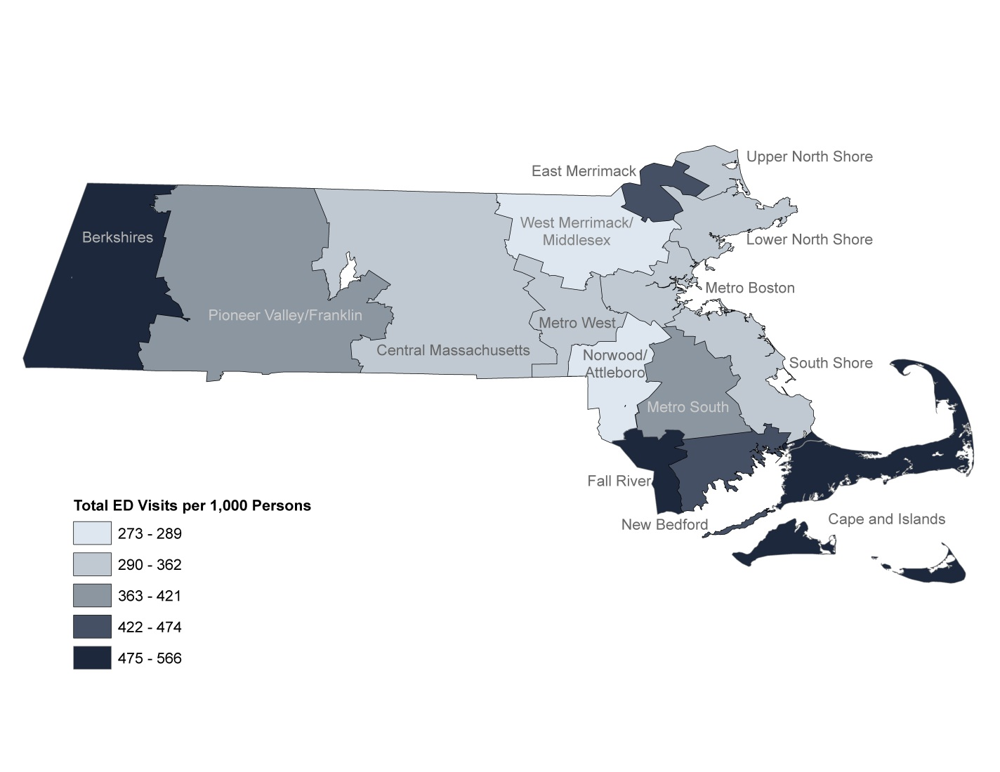 Upper North Shore
East Merrimack
West Merrimack/
Middlesex
Berkshires
Lower North Shore
Metro Boston
Pioneer Valley/Franklin
Metro West
Central Massachusetts
Norwood/
Attleboro
South Shore
Metro South
Fall River
New Bedford
Cape and Islands
Total ED Visits per 1,000 Persons
273 - 289
290 - 362
363 - 421
422 - 474
475 - 566